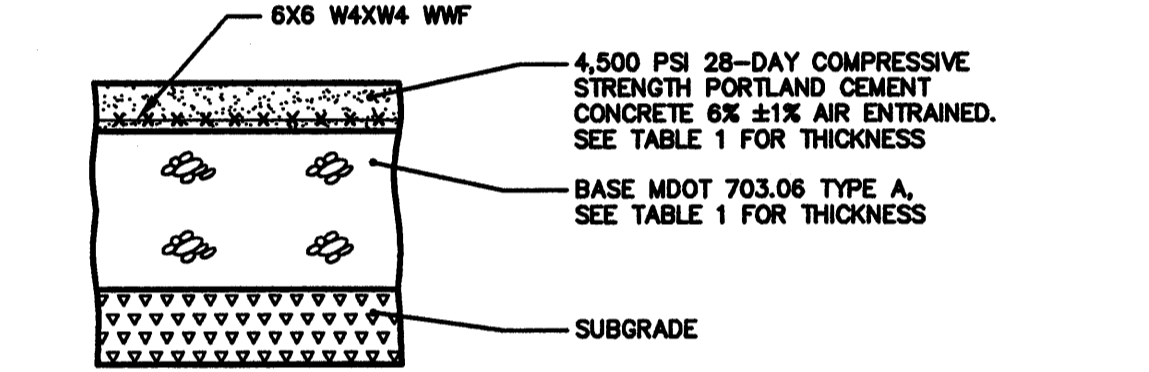 6X6 W4XW4 WWF
4,500 PSI 28-DAY COMPRESSIVE
STRENGTH PORTLAND CEMENT
CONCRETE 6% ±1% AIR ENTRAINED.
SEE TABLE 1 FOR THICKNESS
BASE MDOT 703.06 TYPE A,
SEE TABLE 1 FOR THICKNESS
SUBGRADE